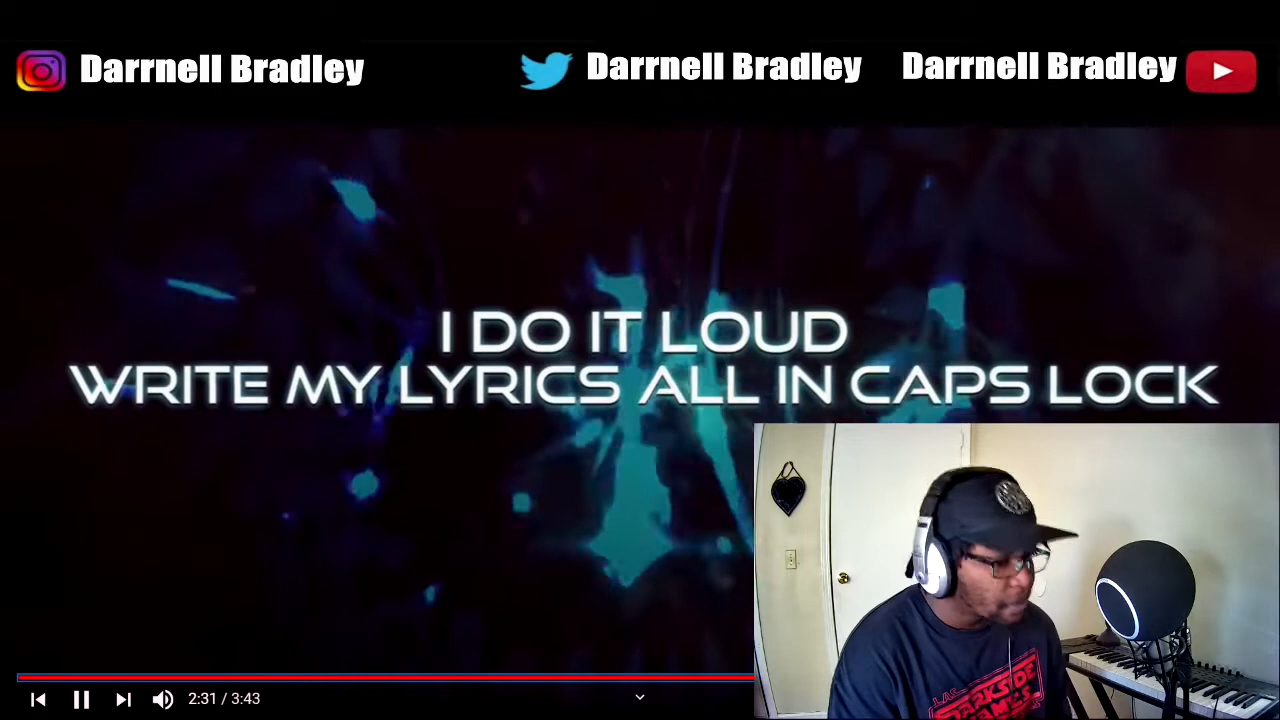 Darrnell Bradley
Darrnell Bradley
Darrnell Bradley
I DO IT LOUD
WRITE MY LYRICS ALL IN CAPS LOCK
DARKSIDE
2:31 / 3:43